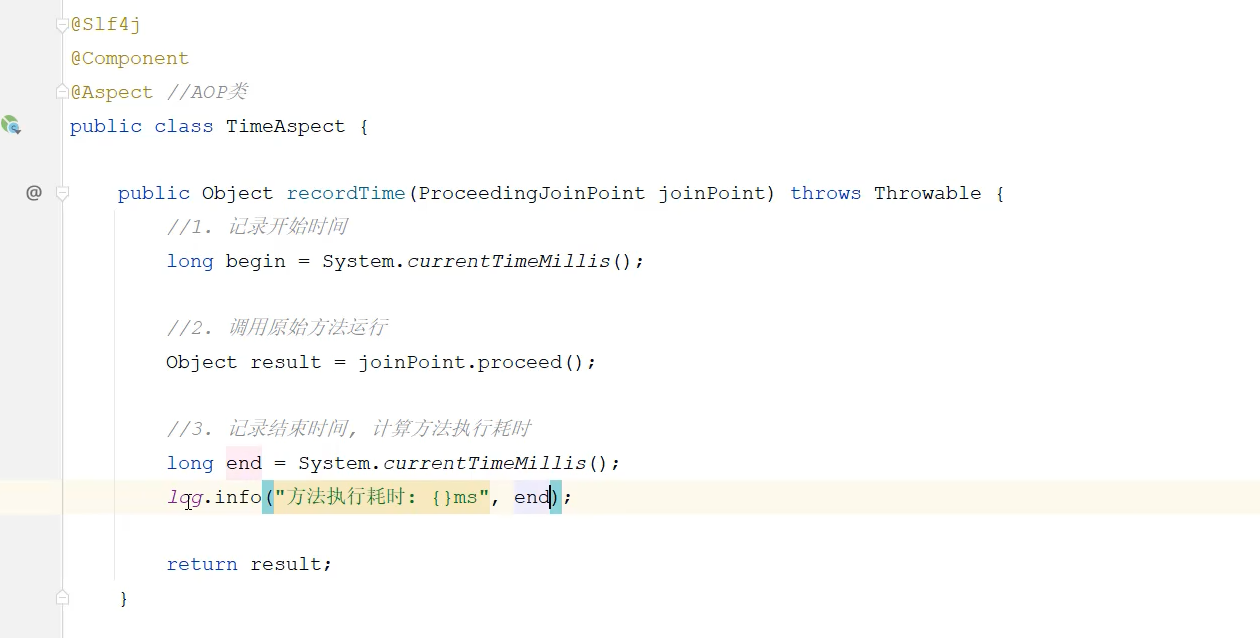 @Slf4j
@Component
@Aspect //AOP类
public class TimeAspect {
@ public Object recordTime(ProceedingJoinPoint joinPoint) throws Throwable {
//1. 记录开始时间
long begin = System.currentTimeMillis();
//2. 调用原始方法运行
Object result = joinPoint.proceed();
//3. 记录结束时间, 计算方法执行耗时
long end = System.currentTimeMillis();
log.info("方法执行耗时: {}ms", end);
return result;
}